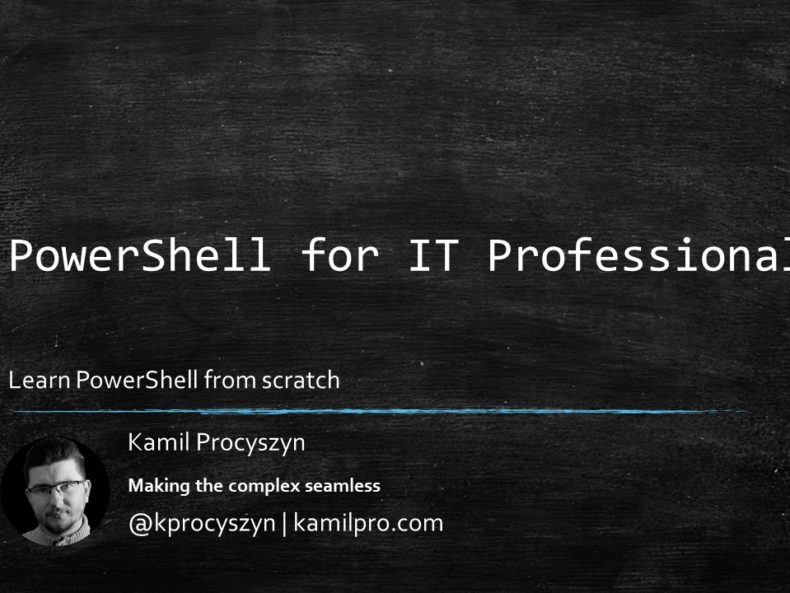 PowerShell for IT Professional
Learn PowerShell from scratch
Kamil Procyszyn
Making the complex seamless
@kprocyszyn | kamilpro.com